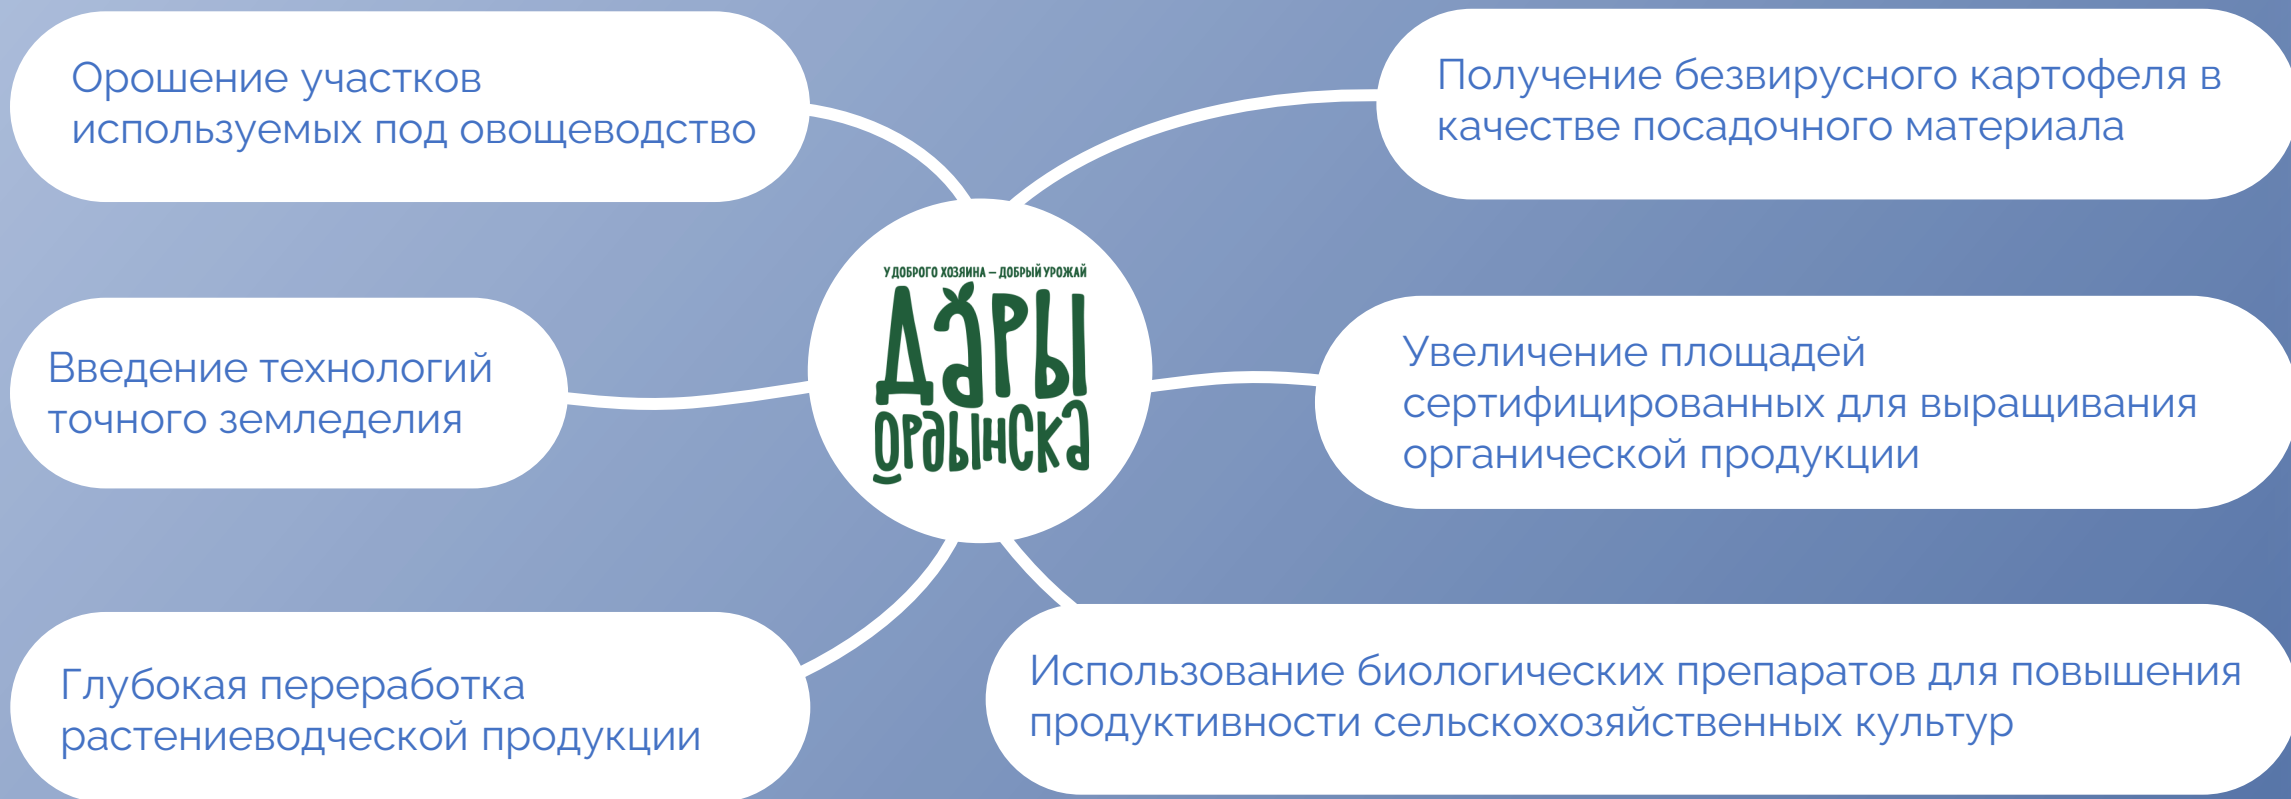 Орошение участков
используемых под овощеводство
Получение безвирусного картофеля в
качестве посадочного материала
У ДОБРОГО ХОЗЯИНА – ДОБРЫЙ УРОЖАЙ
ДАРЫ
ОРДЫНСКА
Введение технологий
точного земледелия
Увеличение площадей
сертифицированных для выращивания
органической продукции
Глубокая переработка
растениеводческой продукции
Использование биологических препаратов для повышения
продуктивности сельскохозяйственных культур